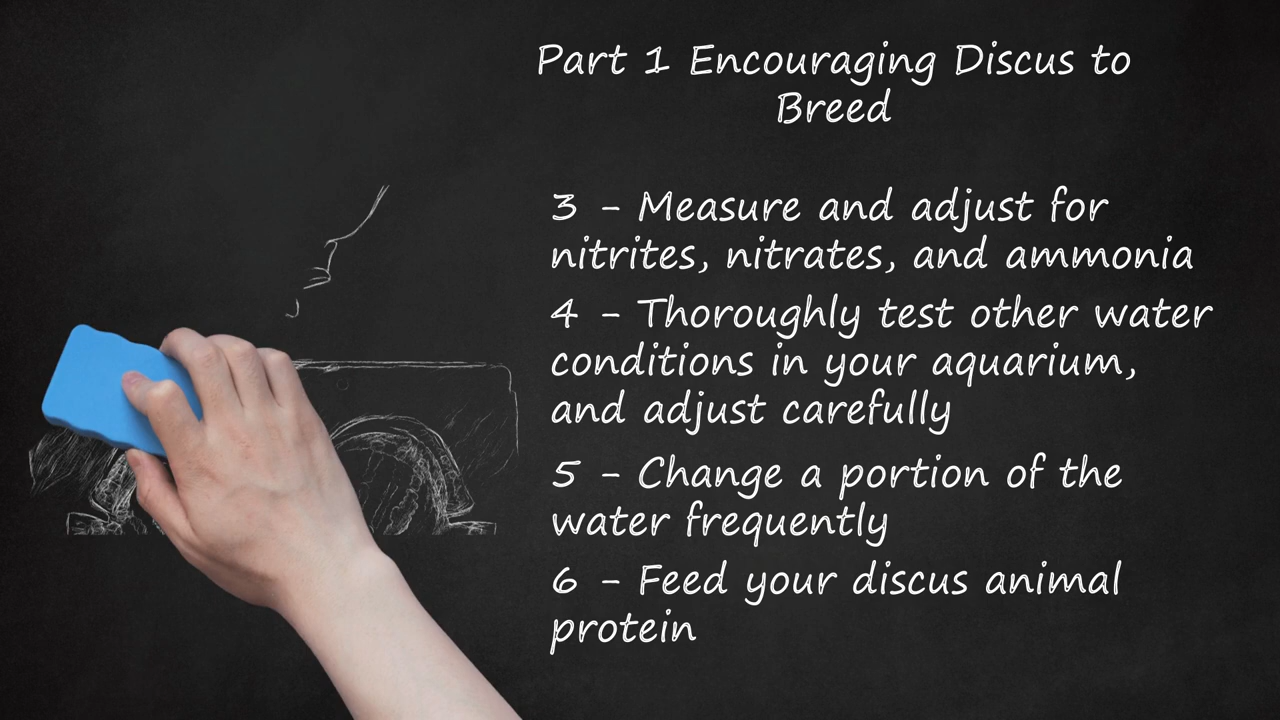 Part 1 Encouraging Discus to
Breed
3 - Measure and adjust for
nitrites, nitrates, and ammonia
4 - Thoroughly test other water
conditions in your aquarium,
and adjust carefully
5 - Change a portion of the
water frequently
6 - Feed your discus animal
protein